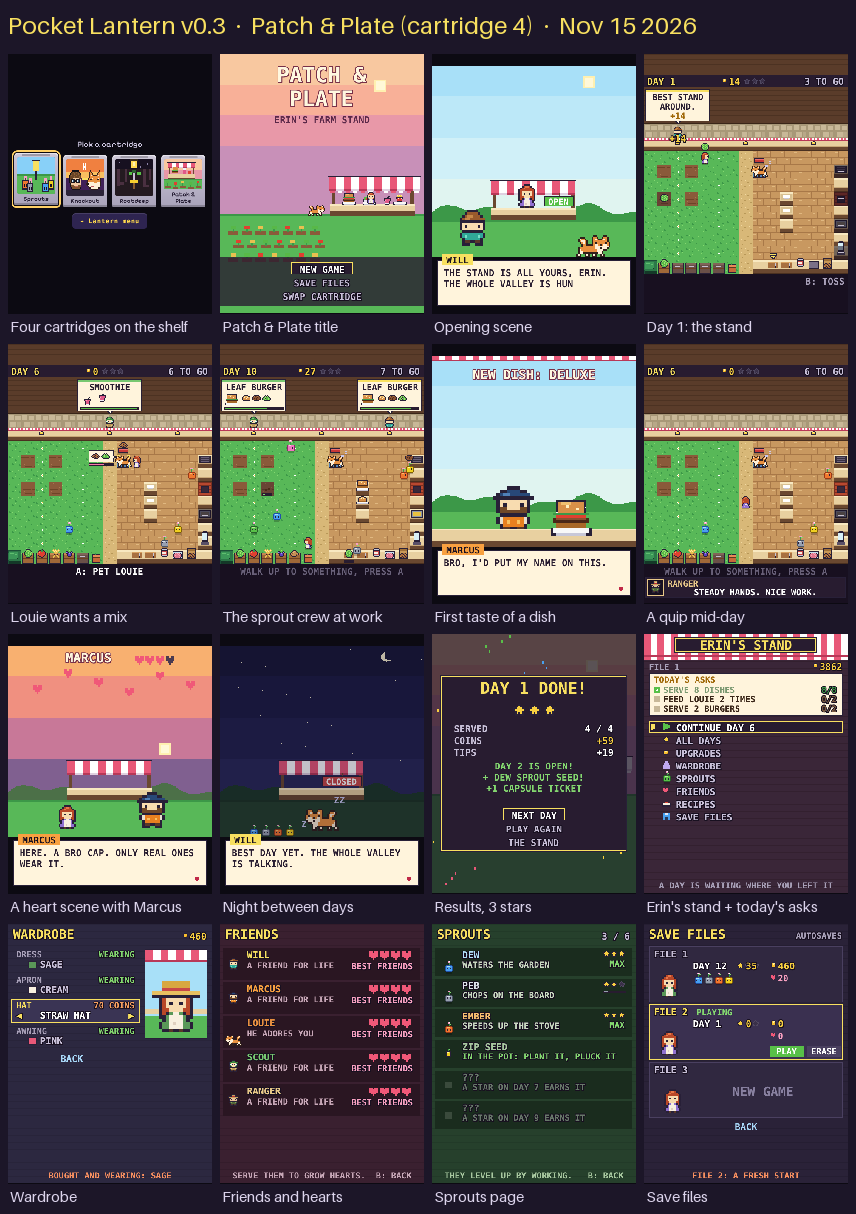 Pocket Lantern v0.3 · Patch & Plate (cartridge 4) · Nov 15 2026
Pick a cartridge
Sprouts
Knockout
Rootdeep
Patch & Plate
- Lantern menu
Four cartridges on the shelf
PATCH &
PLATE
ERIN'S FARM STAND
NEW GAME
SAVE FILES
SWAP CARTRIDGE
Patch & Plate title
OPEN
WILL
THE STAND IS ALL YOURS, ERIN.
THE WHOLE VALLEY IS HUN
Opening scene
DAY 1
14
3 TO GO
BEST STAND
AROUND.
+14
B: TOSS
Day 1: the stand
DAY 6
0
6 TO GO
SMOOTHIE
A: PET LOUIE
Louie wants a mix
DAY 10
27
7 TO GO
LEAF BURGER
LEAF BURGER
WALK UP TO SOMETHING, PRESS A
The sprout crew at work
NEW DISH: DELUXE
MARCUS
BRO, I'D PUT MY NAME ON THIS.
First taste of a dish
DAY 6
0
6 TO GO
WALK UP TO SOMETHING, PRESS A
RANGER
STEADY HANDS. NICE WORK.
A quip mid-day
MARCUS
MARCUS
HERE. A BRO CAP. ONLY REAL ONES
WEAR IT.
A heart scene with Marcus
CLOSED
ZZ
Z
WILL
BEST DAY YET. THE WHOLE VALLEY
IS TALKING.
Night between days
DAY 1 DONE!
SERVED 4 / 4
COINS +59
TIPS +19
DAY 2 IS OPEN!
+ DEW SPROUT SEED!
+1 CAPSULE TICKET
NEXT DAY
PLAY AGAIN
THE STAND
Results, 3 stars
ERIN'S STAND
FILE 1
3862
TODAY'S ASKS
SERVE 8 DISHES
FEED LOUIE 2 TIMES 0/2
SERVE 2 BURGERS 0/2
CONTINUE DAY 6
ALL DAYS
UPGRADES
WARDROBE
SPROUTS
FRIENDS
RECIPES
SAVE FILES
A DAY IS WAITING WHERE YOU LEFT IT
Erin's stand + today's asks
WARDROBE
460
DRESS WEARING
SAGE
APRON WEARING
CREAM
HAT 70 COINS
STRAW HAT
AWNING WEARING
PINK
BACK
BOUGHT AND WEARING: SAGE
Wardrobe
FRIENDS
WILL
A FRIEND FOR LIFE BEST FRIENDS
MARCUS
A FRIEND FOR LIFE BEST FRIENDS
LOUIE
HE ADORES YOU BEST FRIENDS
SCOUT
A FRIEND FOR LIFE BEST FRIENDS
RANGER
A FRIEND FOR LIFE BEST FRIENDS
SERVE THEM TO GROW HEARTS. B: BACK
Friends and hearts
SPROUTS 3 / 6
DEW
WATERS THE GARDEN MAX
PEB
CHOPS ON THE BOARD
EMBER
SPEEDS UP THE STOVE MAX
ZIP SEED
IN THE POT: PLANT IT, PLUCK IT
???
A STAR ON DAY 7 EARNS IT
???
A STAR ON DAY 9 EARNS IT
THEY LEVEL UP BY WORKING. B: BACK
Sprouts page
SAVE FILES AUTOSAVES
FILE 1
DAY 12 35 460
20
FILE 2 PLAYING
DAY 1 0 0
0
PLAY ERASE
FILE 3
NEW GAME
BACK
FILE 2: A FRESH START
Save files